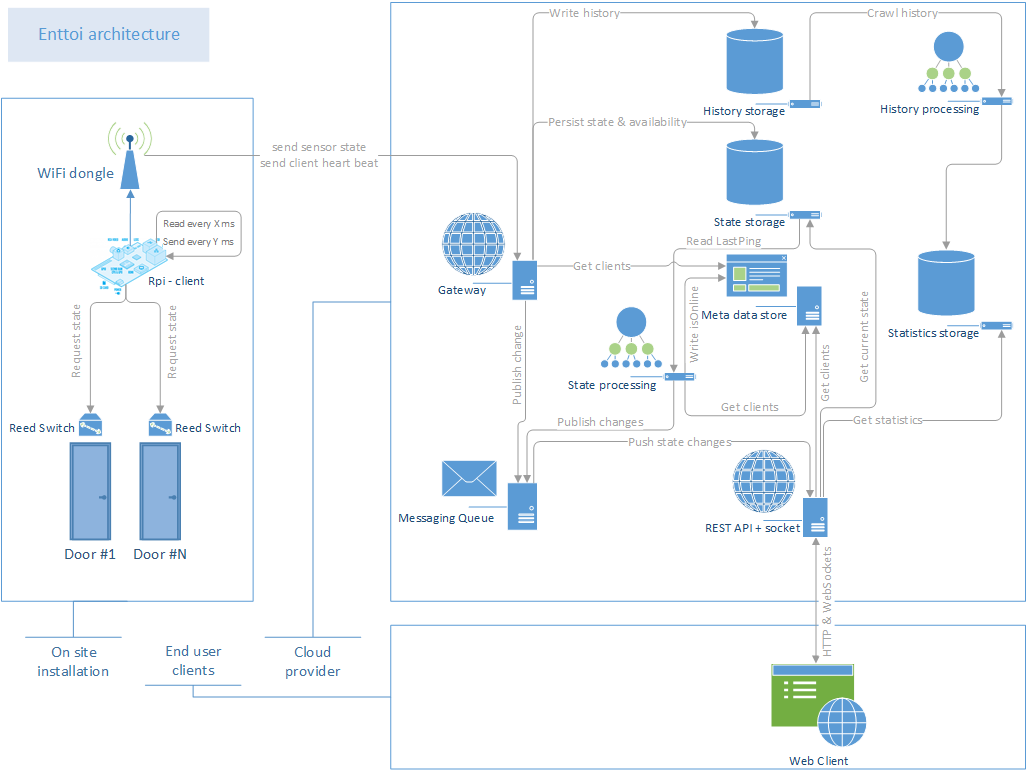 Enttoi architecture
Write history
Crawl history
History storage
History processing
Persist state & availability
send sensor state
send client heart beat
WiFi dongle
Read every X ms
Send every Y ms
Rpi - client
State storage
Read LastPing
Gateway
Get clients
Meta data store
Statistics storage
Request state
Request state
Publish change
Write isOnline
Get clients
Get current state
State processing
Get clients
Publish changes
Get statistics
Push state changes
Reed Switch
Reed Switch
Messaging Queue
REST API + socket
Door #1
Door #N
HTTP & WebSockets
On site
installation
End user
clients
Cloud
provider
Web Client